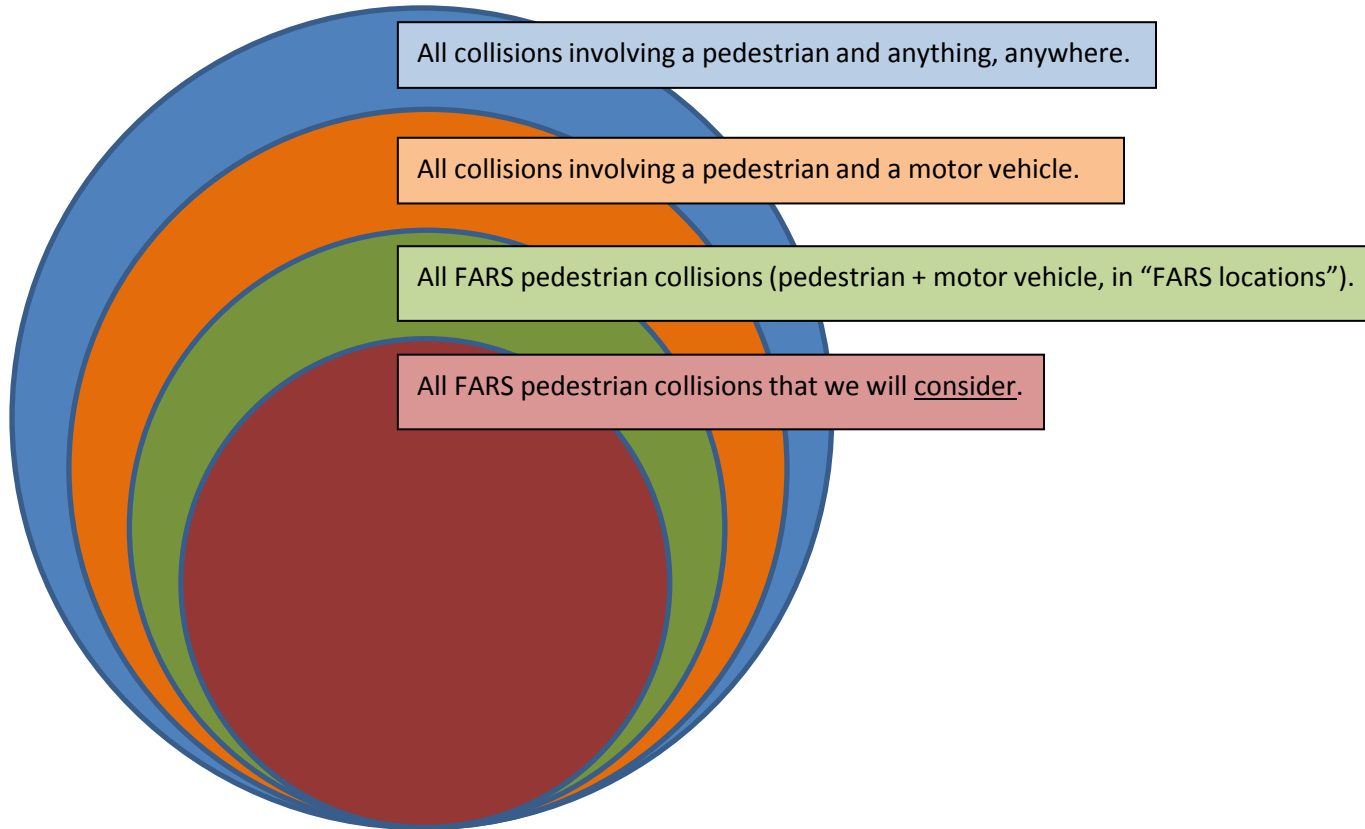 All collisions involving a pedestrian and anything, anywhere.
All collisions involving a pedestrian and a motor vehicle.
All FARS pedestrian collisions (pedestrian + motor vehicle, in “FARS locations”).
All FARS pedestrian collisions that we will consider.